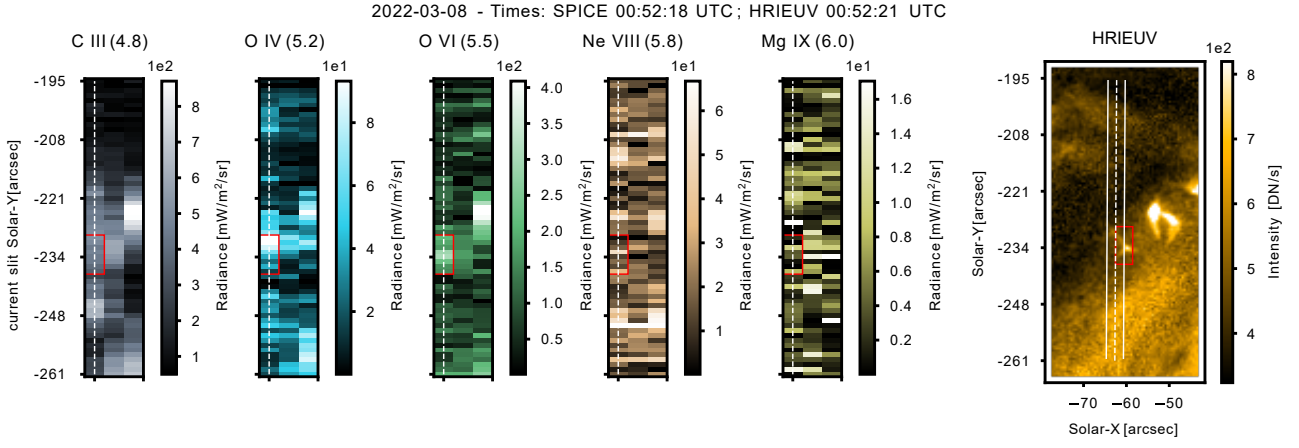 2022-03-08 - Times: SPICE 00:52:18 UTC; HRIEUV 00:52:21 UTC
C III (4.8)
O IV (5.2)
O VI (5.5)
Ne VIII (5.8)
Mg IX (6.0)
HRIEUV
1e2
1e1
1e2
1e1
1e1
1e2
current slit Solar-Y[arcsec]
-195
-208
-221
-234
-248
-261
8
7
6
5
4
3
2
1
Radiance[mW/m²/sr]
8
6
4
2
Radiance[mW/m²/sr]
4.0
3.5
3.0
2.5
2.0
1.5
1.0
0.5
Radiance[mW/m²/sr]
6
5
4
3
2
1
Radiance[mW/m²/sr]
1.6
1.4
1.2
1.0
0.8
0.6
0.4
0.2
Radiance[mW/m²/sr]
Solar-Y[arcsec]
-195
-208
-221
-234
-248
-261
−70 −60 −50
Solar-X [arcsec]
8
7
6
5
4
Intensity [DN/s]